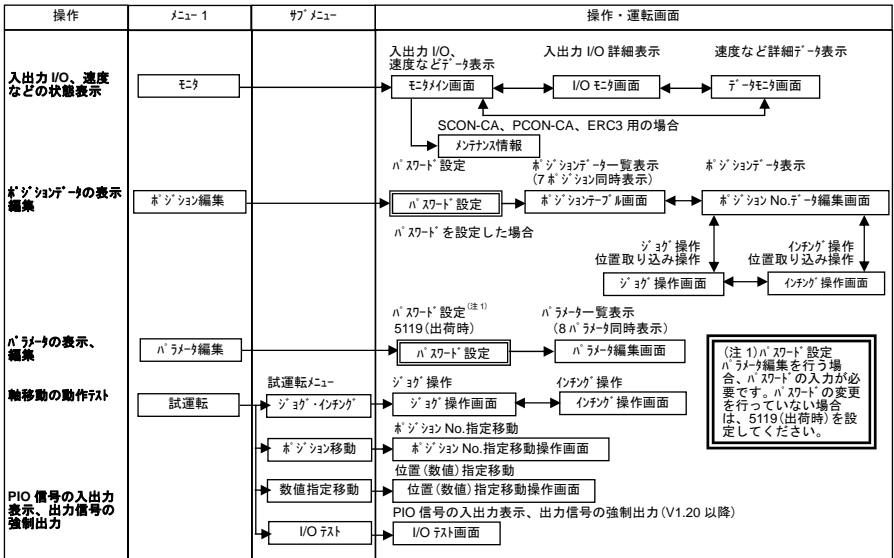 操作 ﾒﾆｭｰ 1 ｻﾌﾞﾒﾆｭｰ 操作・運転画面
入出力 I/O、速度
などの状態表示
ﾓﾆﾀ
入出力 I/O、
速度などﾃﾞｰﾀ表示
ﾓﾆﾀﾒｲﾝ画面
入出力 I/O 詳細表示
I/O ﾓﾆﾀ画面
速度など詳細ﾃﾞｰﾀ表示
ﾃﾞｰﾀﾓﾆﾀ画面
SCON-CA、PCON-CA、ERC3 用の場合
ﾒﾝﾃﾅﾝｽ情報
ﾎﾟｼﾞｼｮﾝﾃﾞｰﾀの表示
編集
ﾎﾟｼﾞｼｮﾝ編集
ﾊﾟｽﾜｰﾄﾞ設定
ﾊﾟｽﾜｰﾄﾞ設定
ﾊﾟｽﾜｰﾄﾞを設定した場合
ﾎﾟｼﾞｼｮﾝﾃﾞｰﾀ一覧表示
(7 ﾎﾟｼﾞｼｮﾝ同時表示)
ﾎﾟｼﾞｼｮﾝﾃｰﾌﾞﾙ画面
ﾎﾟｼﾞｼｮﾝﾃﾞｰﾀ表示
ﾎﾟｼﾞｼｮﾝ No.ﾃﾞｰﾀ編集画面
ｼﾞｮｸﾞ操作
位置取り込み操作
ｼﾞｮｸﾞ操作画面
ｲﾝﾁﾝｸﾞ操作
位置取り込み操作
ｲﾝﾁﾝｸﾞ操作画面
ﾊﾟﾗﾒｰﾀの表示、
編集
ﾊﾟﾗﾒｰﾀ編集
ﾊﾟｽﾜｰﾄﾞ設定(注 1)
5119(出荷時)
ﾊﾟｽﾜｰﾄﾞ設定
ﾊﾟﾗﾒｰﾀ一覧表示
(8 ﾊﾟﾗﾒｰﾀ同時表示)
ﾊﾟﾗﾒｰﾀ編集画面
(注 1)ﾊﾟｽﾜｰﾄﾞ設定
ﾊﾟﾗﾒｰﾀ編集を行う場
合、ﾊﾟｽﾜｰﾄﾞの入力が必
要です。ﾊﾟｽﾜｰﾄﾞの変更
を行っていない場合
は、5119(出荷時)を設
定してください。
軸移動の動作ﾃｽﾄ
試運転
試運転ﾒﾆｭｰ
ｼﾞｮｸﾞ・ｲﾝﾁﾝｸﾞ
ｼﾞｮｸﾞ操作
ｼﾞｮｸﾞ操作画面
ｲﾝﾁﾝｸﾞ操作
ｲﾝﾁﾝｸﾞ操作画面
ﾎﾟｼﾞｼｮﾝ移動
ﾎﾟｼﾞｼｮﾝ No.指定移動
ﾎﾟｼﾞｼｮﾝ No.指定移動操作画面
数値指定移動
位置(数値)指定移動
位置(数値)指定移動操作画面
PIO 信号の入出力
表示、出力信号の
強制出力
I/O ﾃｽﾄ
PIO 信号の入出力表示、出力信号の強制出力(V1.20 以降)
I/O ﾃｽﾄ画面